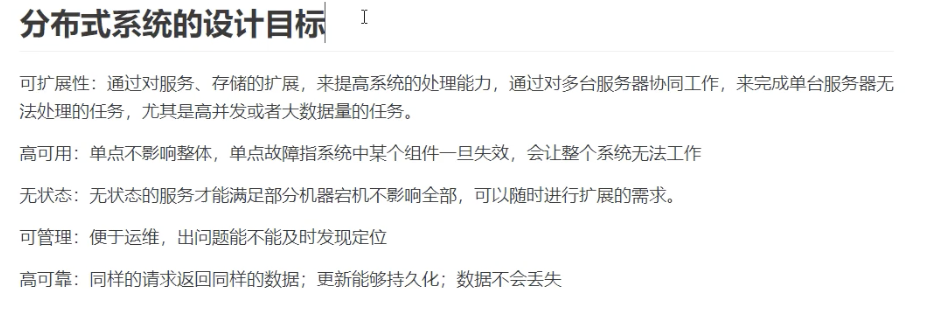 分布式系统的设计目标
可扩展性：通过对服务、存储的扩展，来提高系统的处理能力，通过对多台服务器协同工作，来完成单台服务器无
法处理的任务，尤其是高并发或者大数据量的任务。
高可用：单点不影响整体，单点故障指系统中某个组件一旦失效，会让整个系统无法工作
无状态：无状态的服务才能满足部分机器宕机不影响全部，可以随时进行扩展的需求。
可管理：便于运维，出问题能不能及时发现定位
高可靠：同样的请求返回同样的数据；更新能够持久化；数据不会丢失